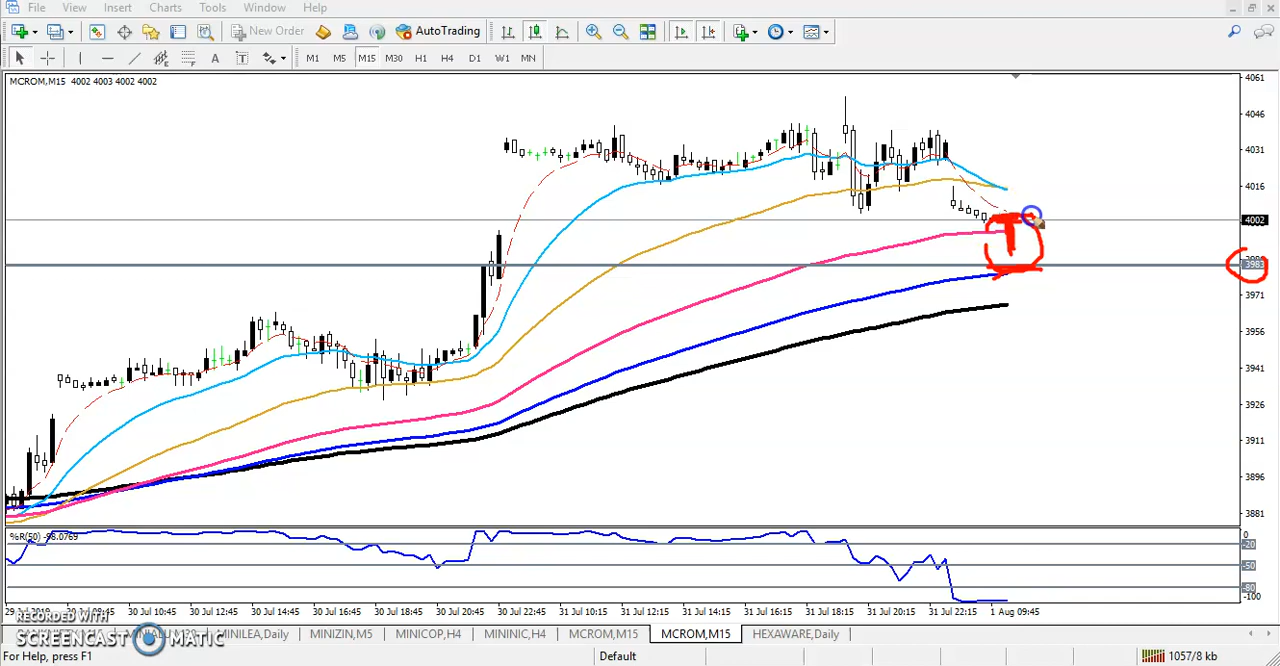 File View Insert Charts Tools Window Help
New Order AutoTrading
A T M1 M5 M15 M30 H1 H4 D1 W1 MN
MCROM,M15 4002 4003 4002 4002
4061
4046
4031
4016
4002
3983
3971
3956
3941
3926
3911
3896
3881
%R(50) -98.0769
0
-20
-50
-80
-100
29 Jul 2019 30 Jul 10:45 30 Jul 12:45 30 Jul 14:45 30 Jul 16:45 30 Jul 18:45 30 Jul 20:45 30 Jul 22:45 31 Jul 10:15 31 Jul 12:15 31 Jul 14:15 31 Jul 16:15 31 Jul 18:15 31 Jul 20:15 31 Jul 22:15 1 Aug 09:45
RECORDED WITH
SCREENCAST MATIC
MINILEA,Daily MINIZIN,M5 MINICOP,H4 MININIC,H4 MCROM,M15 MCROM,M15 HEXAWARE,Daily
For Help, press F1 Default 1057/8 kb